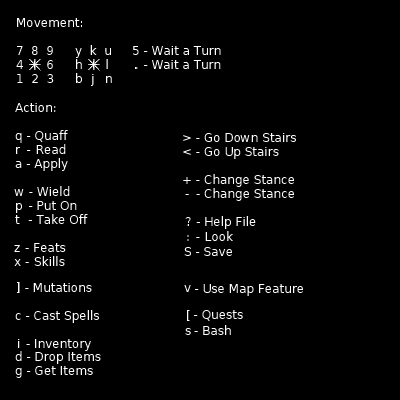 Movement:
7 8 9 y k u 5 - Wait a Turn
4 6 h l . - Wait a Turn
1 2 3 b j n
Action:
q - Quaff
r - Read
a - Apply
w - Wield
p - Put On
t - Take Off
z - Feats
x - Skills
] - Mutations
c - Cast Spells
i - Inventory
d - Drop Items
g - Get Items
> - Go Down Stairs
< - Go Up Stairs
+ - Change Stance
- - Change Stance
? - Help File
: - Look
S - Save
v - Use Map Feature
[ - Quests
s - Bash